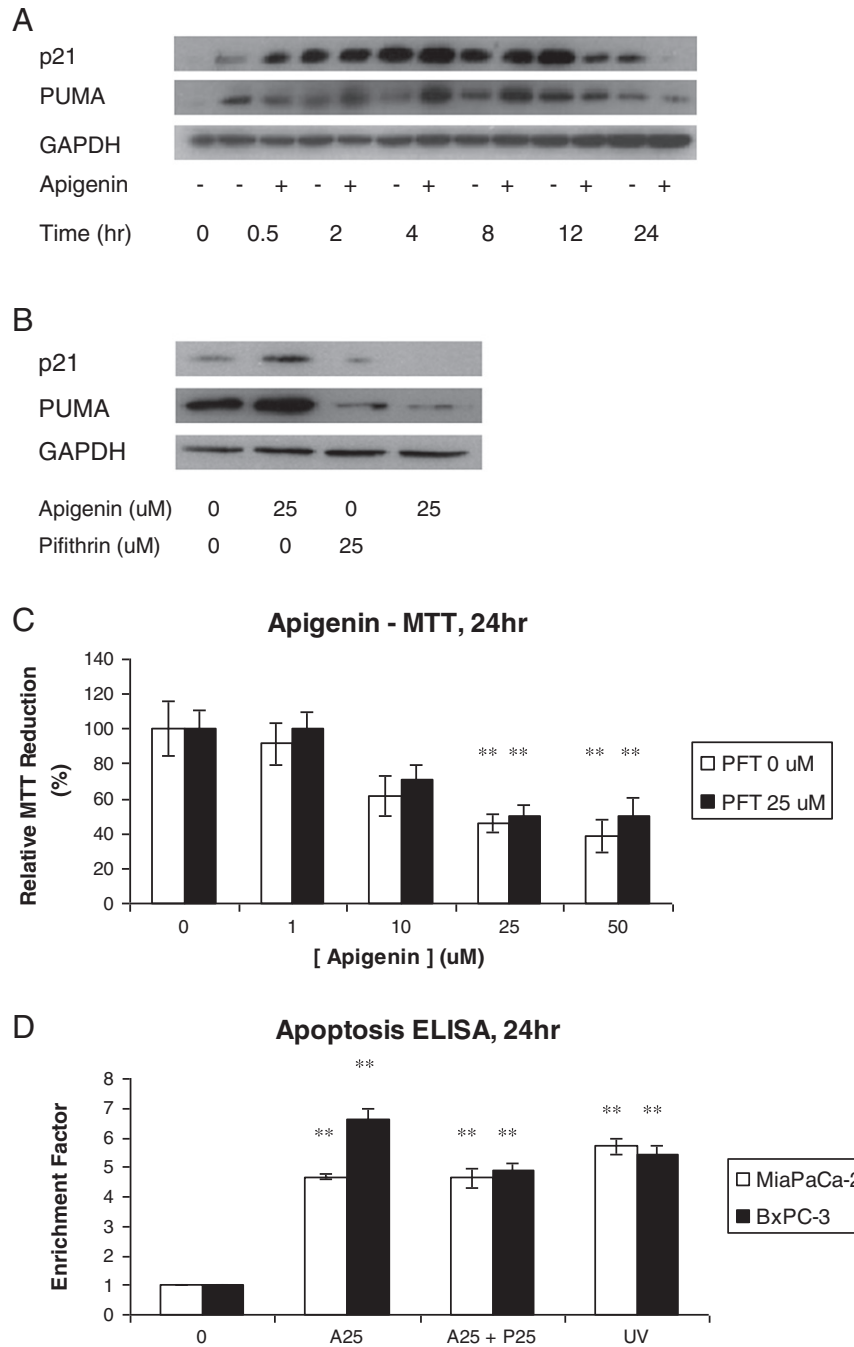 A
p21
PUMA
GAPDH
Apigenin - - + - + - + - + - + - +
Time (hr) 0 0.5 2 4 8 12 24
B
p21
PUMA
GAPDH
Apigenin (uM) 0 25 0 25
Pifithrin (uM) 0 0 25
C
Apigenin - MTT, 24hr
Relative MTT Reduction
(%)
140
120
100
80
60
40
20
0
** ** ** **
PFT 0 uM
PFT 25 uM
0 1 10 25 50
[ Apigenin ] (uM)
D
Apoptosis ELISA, 24hr
Enrichment Factor
8
7
6
5
4
3
2
1
0
** ** ** ** ** **
MiaPaCa-2
BxPC-3
0 A25 A25 + P25 UV